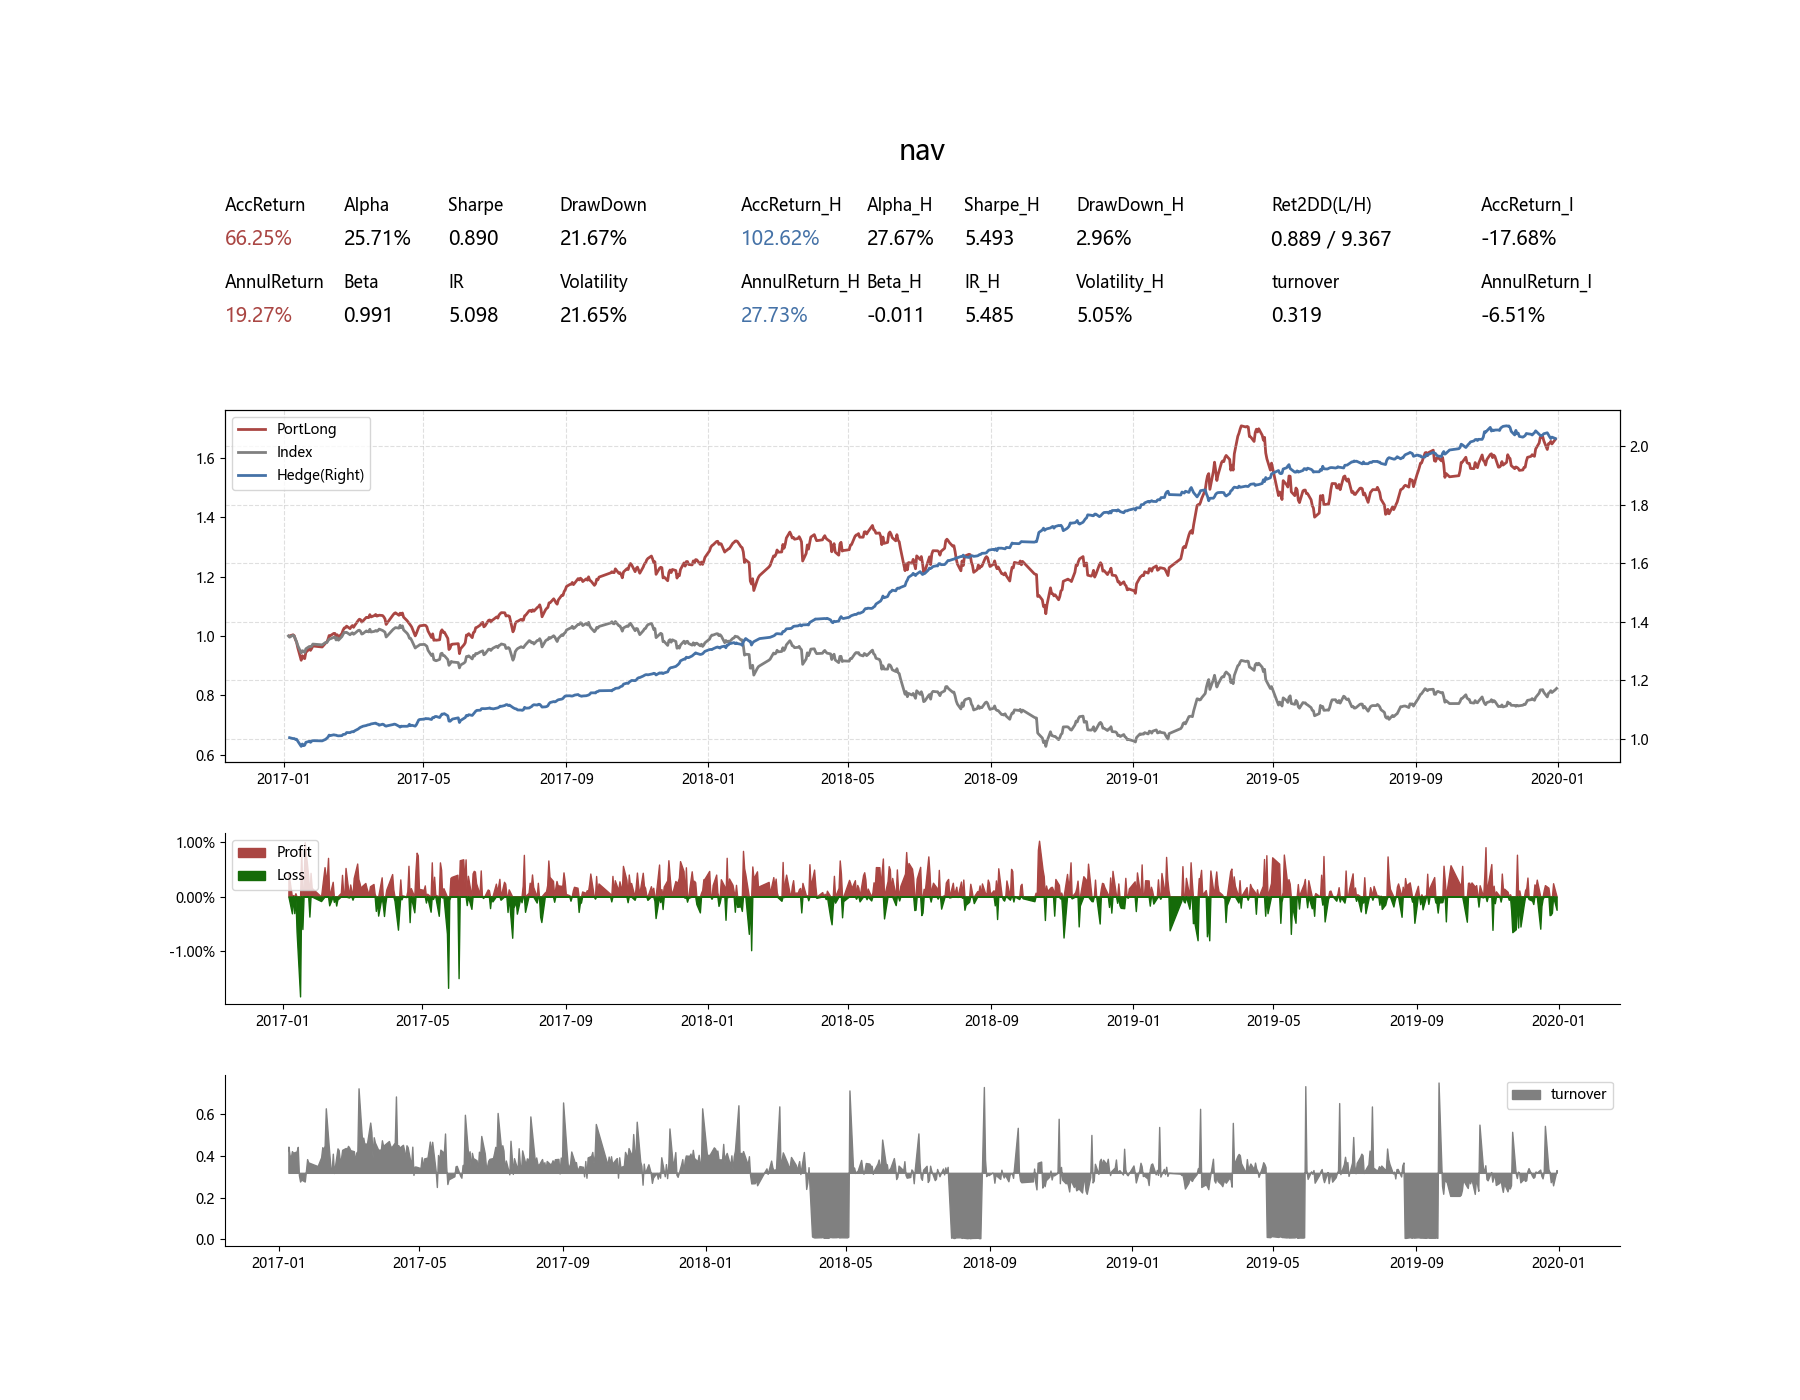 nav
AccReturn Alpha Sharpe DrawDown AccReturn_H Alpha_H Sharpe_H DrawDown_H Ret2DD(L/H) AccReturn_I
66.25% 25.71% 0.890 21.67% 102.62% 27.67% 5.493 2.96% 0.889 / 9.367 -17.68%
AnnulReturn Beta IR Volatility AnnulReturn_H Beta_H IR_H Volatility_H turnover AnnulReturn_I
19.27% 0.991 5.098 21.65% 27.73% -0.011 5.485 5.05% 0.319 -6.51%
PortLong
Index
Hedge(Right)
1.6
1.4
1.2
1.0
0.8
0.6
2.0
1.8
1.6
1.4
1.2
1.0
2017-01 2017-05 2017-09 2018-01 2018-05 2018-09 2019-01 2019-05 2019-09 2020-01
Profit
Loss
1.00%
0.00%
-1.00%
2017-01 2017-05 2017-09 2018-01 2018-05 2018-09 2019-01 2019-05 2019-09 2020-01
turnover
0.6
0.4
0.2
0.0
2017-01 2017-05 2017-09 2018-01 2018-05 2018-09 2019-01 2019-05 2019-09 2020-01